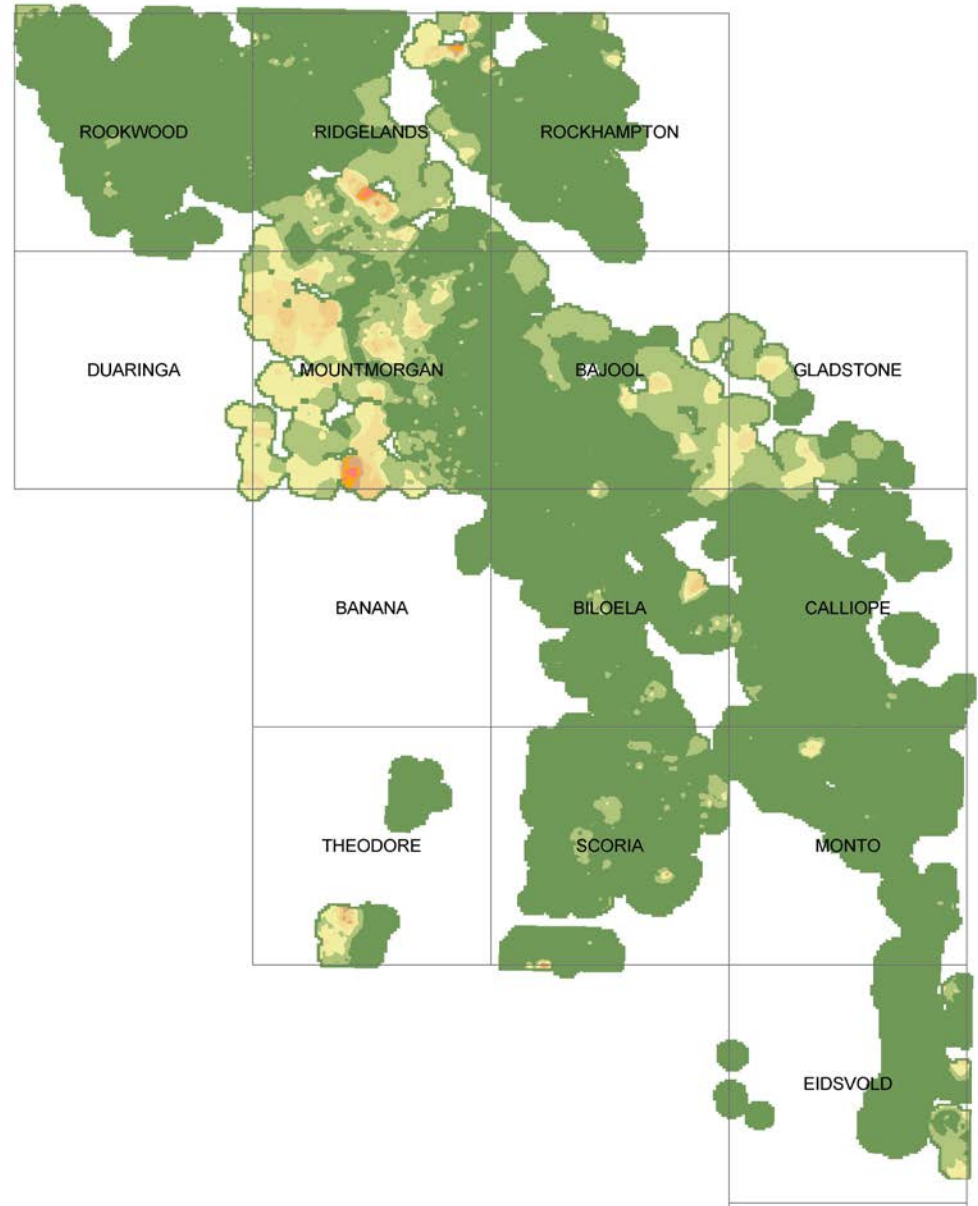 ROOKWOOD
RIDGELANDS
ROCKHAMPTON
DUARINGA
MOUNTMORGAN
BAJOOL
GLADSTONE
BANANA
BILOELA
CALLIOPE
THEODORE
SCORIA
MONTO
EIDSVOLD